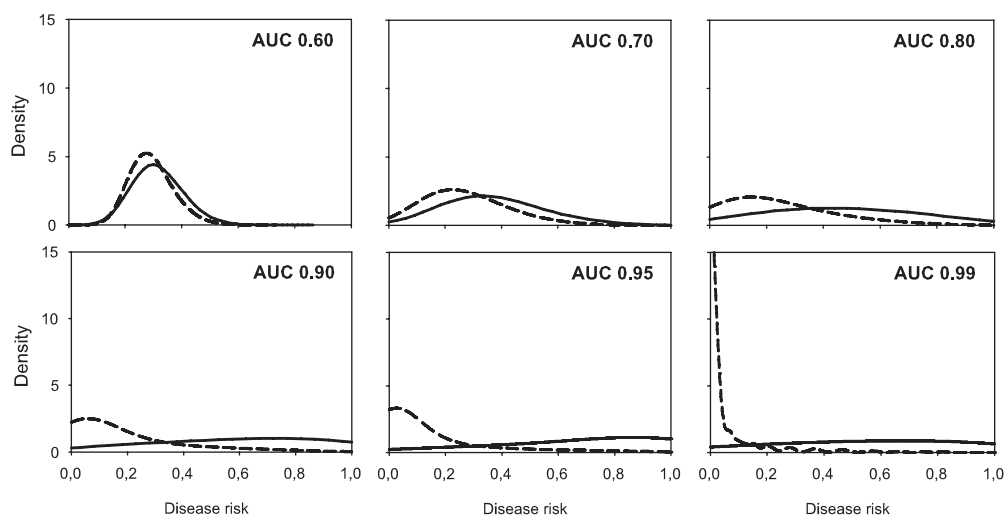 15
AUC 0.60
AUC 0.70
AUC 0.80
10
Density
5
0
15
AUC 0.90
AUC 0.95
AUC 0.99
10
Density
5
0
0,0 0,2 0,4 0,6 0,8 1,0 0,0 0,2 0,4 0,6 0,8 1,0 0,0 0,2 0,4 0,6 0,8 1,0
Disease risk Disease risk Disease risk